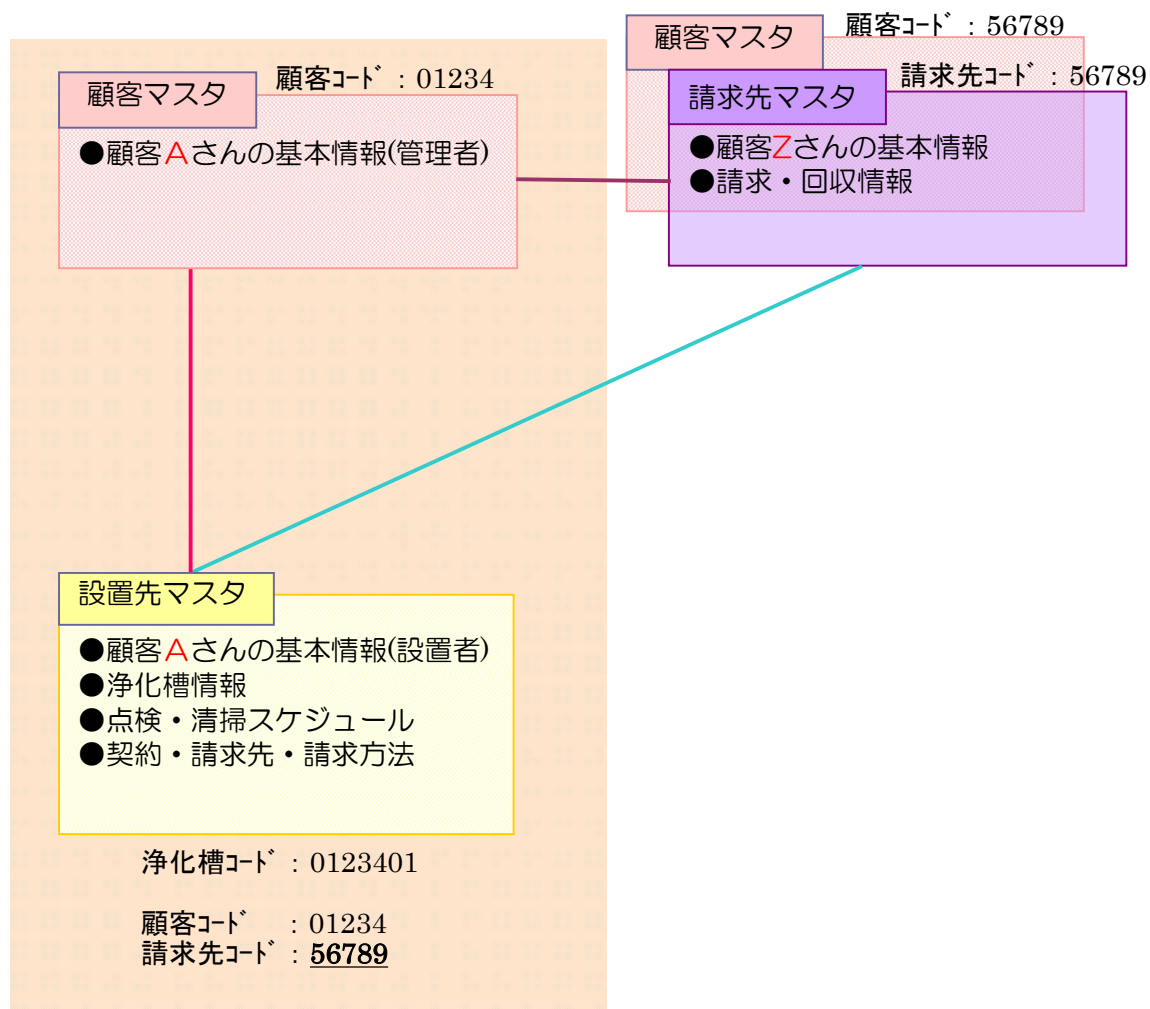 顧客マスタ
顧客ｺｰﾄﾞ：56789
顧客マスタ
顧客ｺｰﾄﾞ：01234
請求先マスタ
請求先ｺｰﾄﾞ：56789
●顧客Aさんの基本情報(管理者)
●顧客Zさんの基本情報
●請求・回収情報
設置先マスタ
●顧客Aさんの基本情報(設置者)
●浄化槽情報
●点検・清掃スケジュール
●契約・請求先・請求方法
浄化槽ｺｰﾄﾞ：0123401
顧客ｺｰﾄﾞ　：01234
請求先ｺｰﾄﾞ：56789